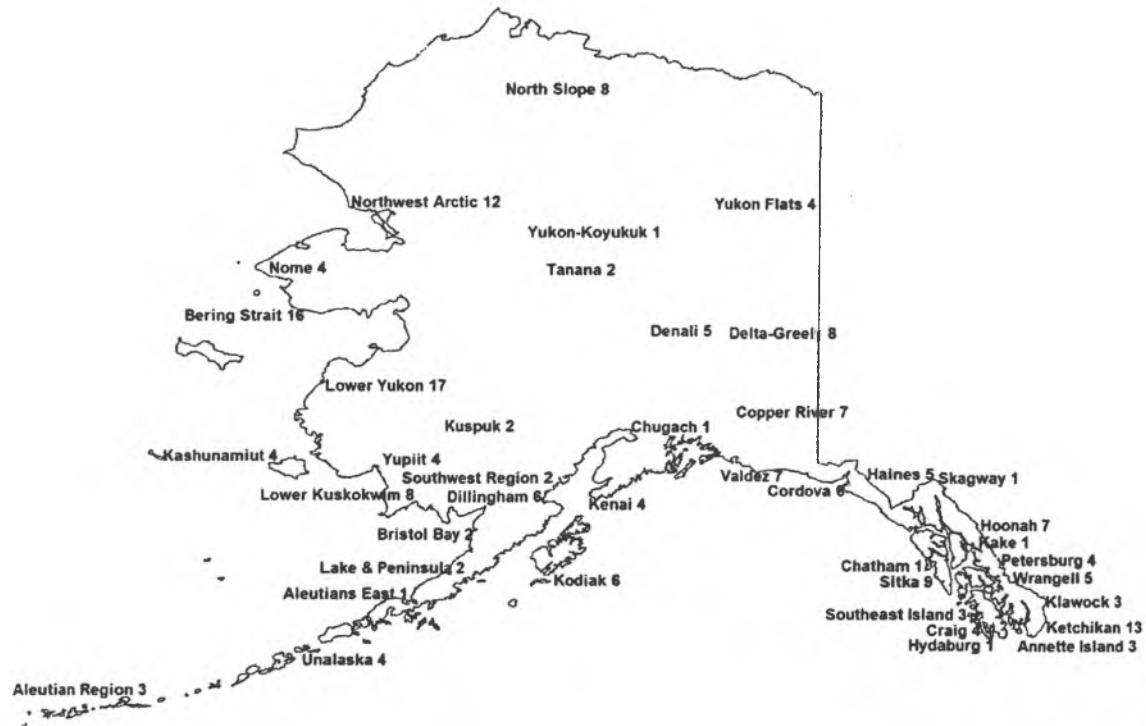 North Slope 8
Northwest Arctic 12
Yukon Flats 4
Yukon-Koyukuk 1
Nome 4
Tanana 2
Bering Strait 16
Denali 5
Delta-Greely 8
Lower Yukon 17
Copper River 7
Kuspuk 2
Chugach 1
Kashunamiut 4
Yupiit 4
Southwest Region 2
Valdez 7
Haines 5
Skagway 1
Lower Kuskokwim 8
Dillingham 6
Kenai 4
Cordova 6
Bristol Bay 2
Hoonah 7
Kake 1
Lake & Peninsula 2
Kodiak 6
Chatham 1
Petersburg 4
Sitka 9
Wrangell 5
Aleutians East 1
Klawock 3
Southeast Island 3
Craig 4
Ketchikan 13
Hydaburg 1
Annette Island 3
Unalaska 4
Aleutian Region 3